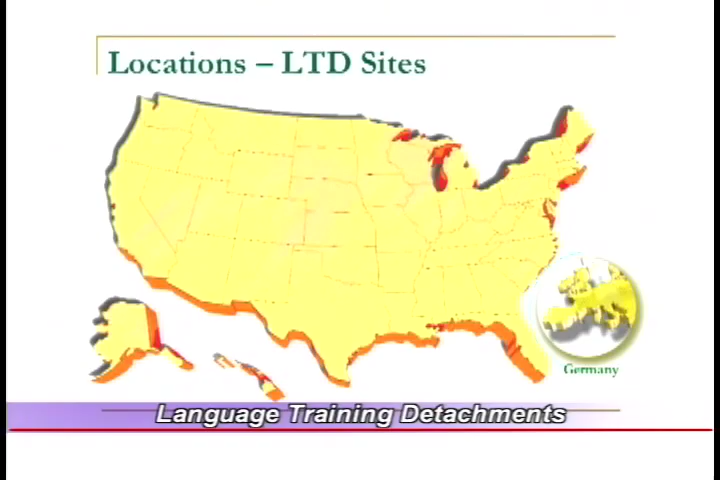 Locations – LTD Sites
Germany
Language Training Detachments